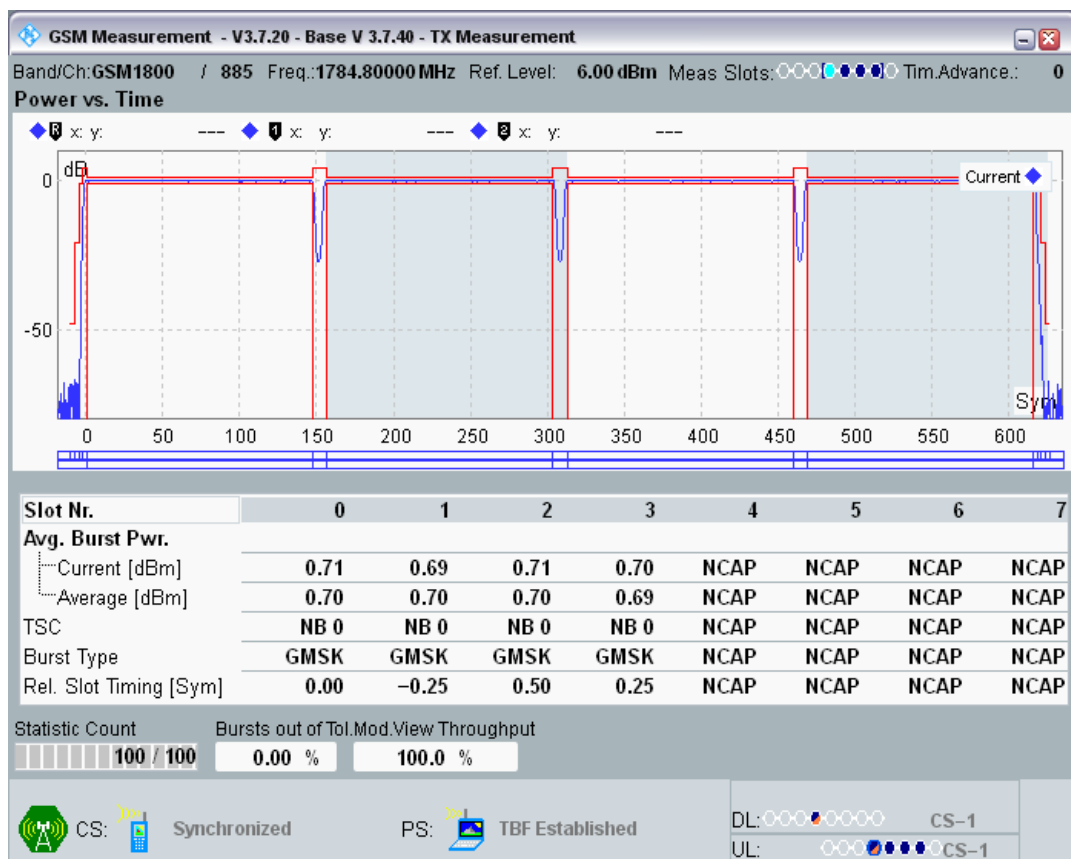 GSM Measurement - V3.7.20 - Base V 3.7.40 - TX Measurement
Band/Ch:GSM1800 / 885 Freq.:1784.80000 MHz Ref. Level: 6.00 dBm Meas Slots: Tim.Advance.: 0
Power vs. Time
R x: y: --- 1 x: y: --- 2 x: y: ---
dB
Current
0
-50
Sym
0 50 100 150 200 250 300 350 400 450 500 550 600
Slot Nr. 0 1 2 3 4 5 6 7
Avg. Burst Pwr.
Current [dBm] 0.71 0.69 0.71 0.70 NCAP NCAP NCAP NCAP
Average [dBm] 0.70 0.70 0.70 0.69 NCAP NCAP NCAP NCAP
TSC NB 0 NB 0 NB 0 NB 0 NCAP NCAP NCAP NCAP
Burst Type GMSK GMSK GMSK GMSK NCAP NCAP NCAP NCAP
Rel. Slot Timing [Sym] 0.00 −0.25 0.50 0.25 NCAP NCAP NCAP NCAP
Statistic Count Bursts out of Tol. Mod.View Throughput
100 / 100 0.00 % 100.0 %
CS: Synchronized PS: TBF Established DL: CS−1
UL: CS−1